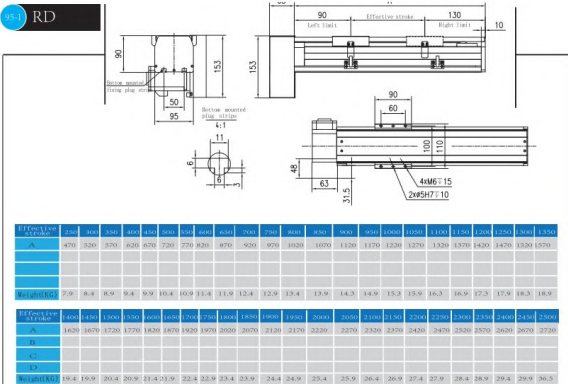 95-1 RD
90 Effective stroke 130
Left limit Right limit 10
90 153 153
Bottom mounted
fixing plug strip
50
95
Bottom mounted
plug strips
4:1
11
6
6
3
90
60
100
110
48
63
31.5
4xM6 15
2xø5H7 10
Effective stroke 250 300 350 400 450 500 550 600 650 700 750 800 850 900 950 1000 1050 1100 1150 1200 1250 1300 1350
A 470 520 570 620 670 720 770 820 870 920 970 1020 1070 1120 1170 1220 1270 1320 1370 1420 1470 1520 1570
Weight(KG) 7.9 8.4 8.9 9.4 9.9 10.4 10.9 11.4 11.9 12.4 12.9 13.4 13.9 14.3 14.9 15.3 15.9 16.3 16.9 17.3 17.9 18.3 18.9
Effective stroke 1400 1450 1500 1550 1600 1650 1700 1750 1800 1850 1900 1950 2000 2050 2100 2150 2200 2250 2300 2350 2400 2450 2500
A 1620 1670 1720 1770 1820 1870 1920 1970 2020 2070 2120 2170 2220 2270 2320 2370 2420 2470 2520 2570 2620 2670 2720
B
C
D
Weight(KG) 19.4 19.9 20.4 20.9 21.4 21.9 22.4 22.9 23.4 23.9 24.4 24.9 25.4 25.9 26.4 26.9 27.4 27.9 28.4 28.9 29.4 29.9 36.5